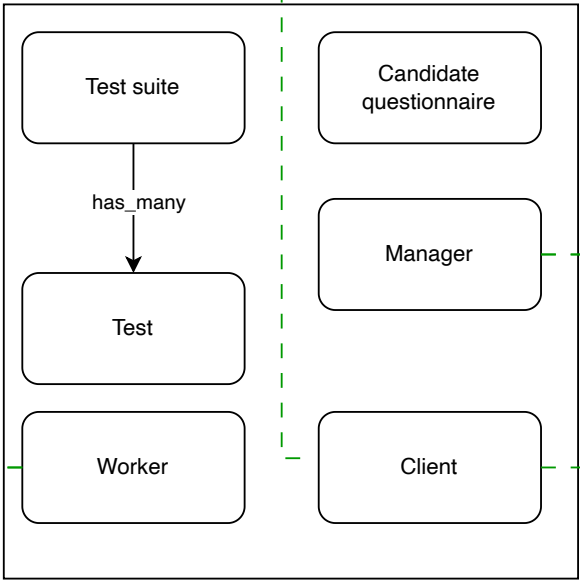 Test suite
Candidate
questionnaire
has_many
Manager
Test
Worker
Client